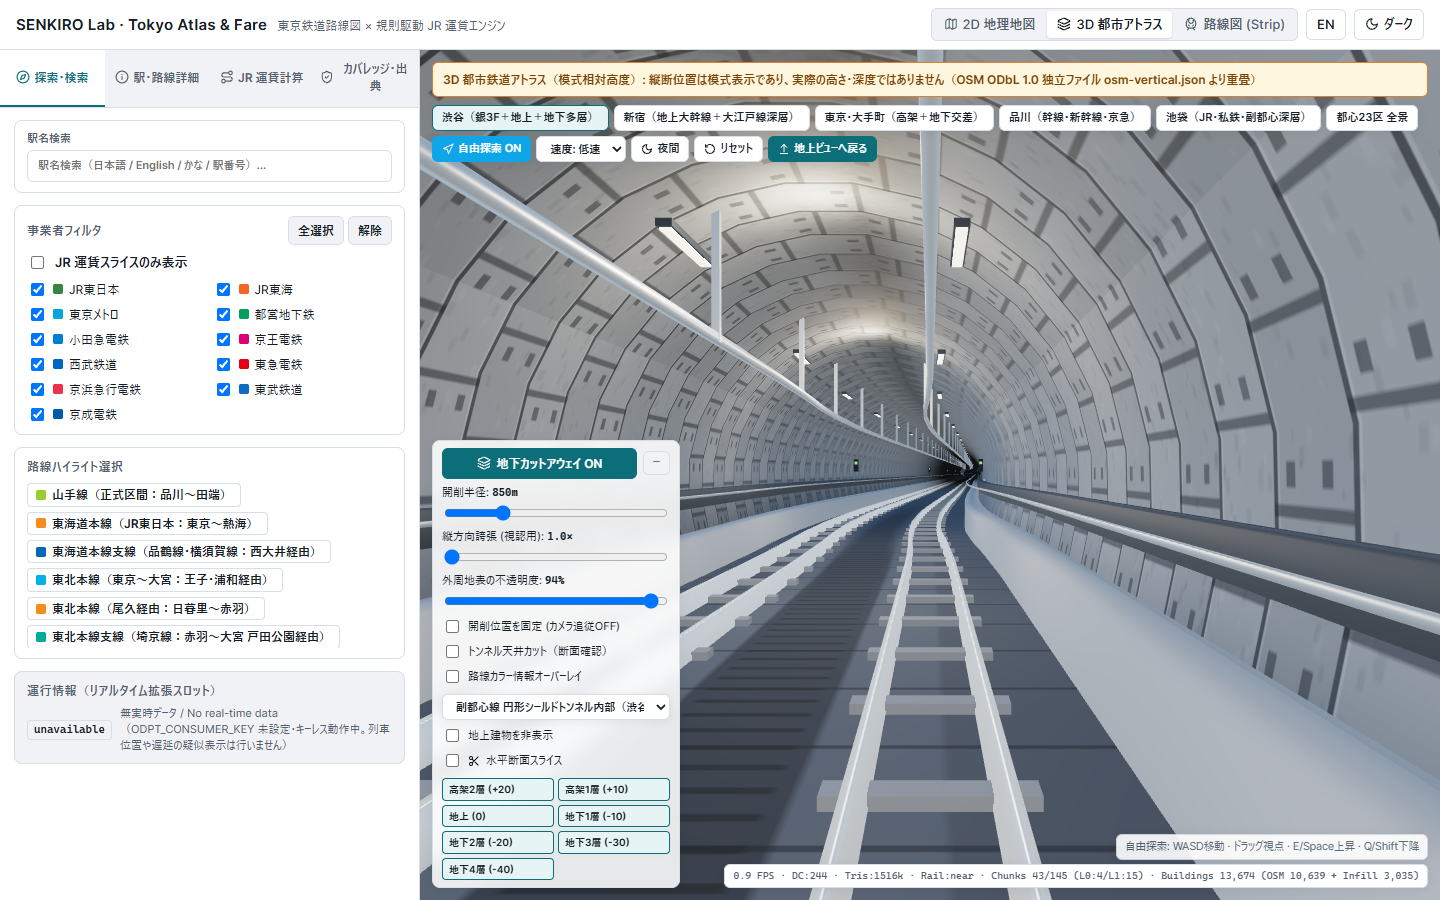 SENKIRO Lab · Tokyo Atlas & Fare
東京鉄道路線図 × 規則駆動 JR 運賃エンジン
2D 地理地図
3D 都市アトラス
路線図 (Strip)
EN
ダーク
探索・検索
駅・路線詳細
JR 運賃計算
カバレッジ・出
典
駅名検索
駅名検索（日本語 / English / かな / 駅番号）...
事業者フィルタ
全選択
解除
JR 運賃スライスのみ表示
JR東日本
JR東海
東京メトロ
都営地下鉄
小田急電鉄
京王電鉄
西武鉄道
東急電鉄
京浜急行電鉄
東武鉄道
京成電鉄
路線ハイライト選択
山手線（正式区間：品川〜田端）
東海道本線（JR東日本：東京〜熱海）
東海道本線支線（品鶴線・横須賀線：西大井経由）
東北本線（東京〜大宮：王子・浦和経由）
東北本線（尾久経由：日暮里〜赤羽）
東北本線支線（埼京線：赤羽〜大宮 戸田公園経由）
運行情報（リアルタイム拡張スロット）
unavailable
無実時データ / No real-time data
（ODPT_CONSUMER_KEY 未設定・キーレス動作中。列車
位置や遅延の疑似表示は行いません）
3D 都市鉄道アトラス（模式相対高度）: 縦断位置は模式表示であり、実際の高さ・深度ではありません（OSM ODbL 1.0 独立ファイル osm-vertical.json より重畳）
渋谷（銀3F＋地上＋地下多層）
新宿（地上大幹線＋大江戸線深層）
東京・大手町（高架＋地下交差）
品川（幹線・新幹線・京急）
池袋（JR・私鉄・副都心深層）
都心23区 全景
自由探索 ON
速度: 低速
夜間
リセット
地上ビューへ戻る
地下カットアウェイ ON
−
開削半径: 850m
縦方向誇張 (視認用): 1.0×
外周地表の不透明度: 94%
開削位置を固定 (カメラ追従OFF)
トンネル天井カット（断面確認）
路線カラー情報オーバーレイ
副都心線 円形シールドトンネル内部（渋谷
地上建物を非表示
水平断面スライス
高架2層 (+20)
高架1層 (+10)
地上 (0)
地下1層 (-10)
地下2層 (-20)
地下3層 (-30)
地下4層 (-40)
自由探索: WASD移動 · ドラッグ視点 · E/Space上昇 · Q/Shift下降
0.9 FPS · DC:244 · Tris:1516k · Rail:near · Chunks 43/145 (L0:4/L1:15) · Buildings 13,674 (OSM 10,639 + Infill 3,035)